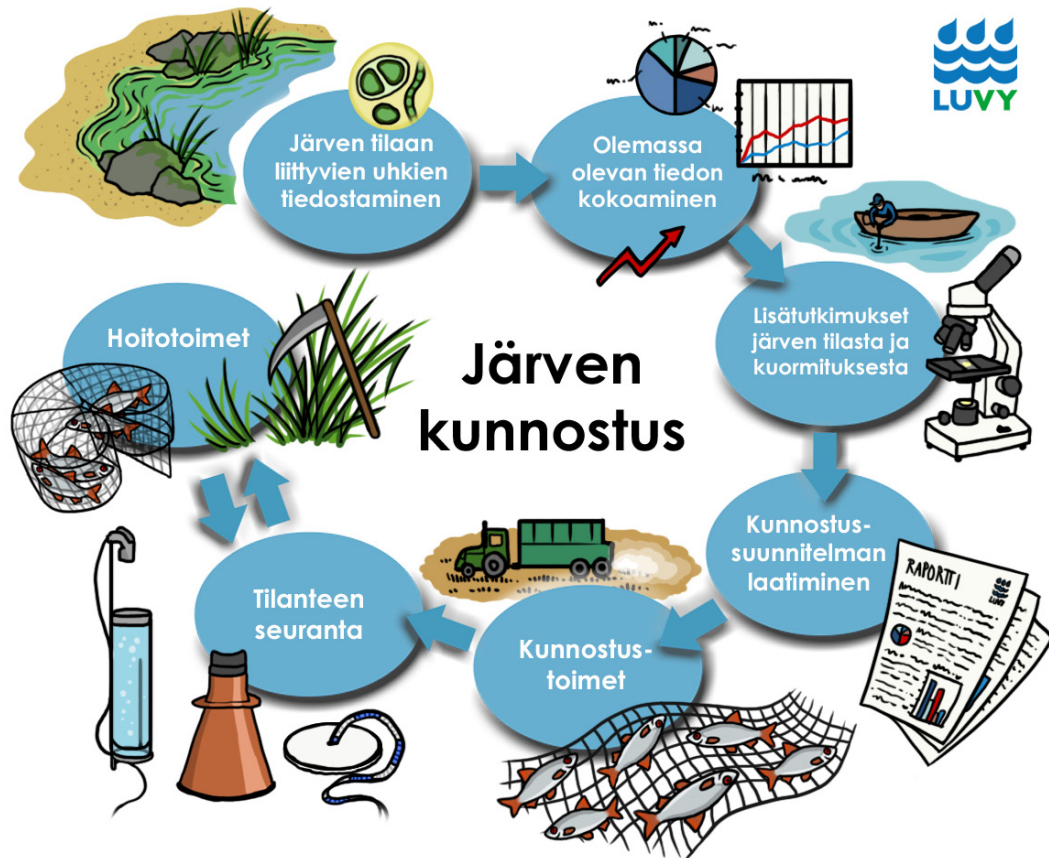 LUVY
Järven tilaan
liittyvien uhkien
tiedostaminen
Olemassa
olevan tiedon
kokoaminen
Lisätutkimukset
järven tilasta ja
kuormituksesta
Hoitotoimet
Järven
kunnostus
Kunnostus-
suunnitelman
laatiminen
RAPORTTI
LUVY
Tilanteen
seuranta
Kunnostus-
toimet